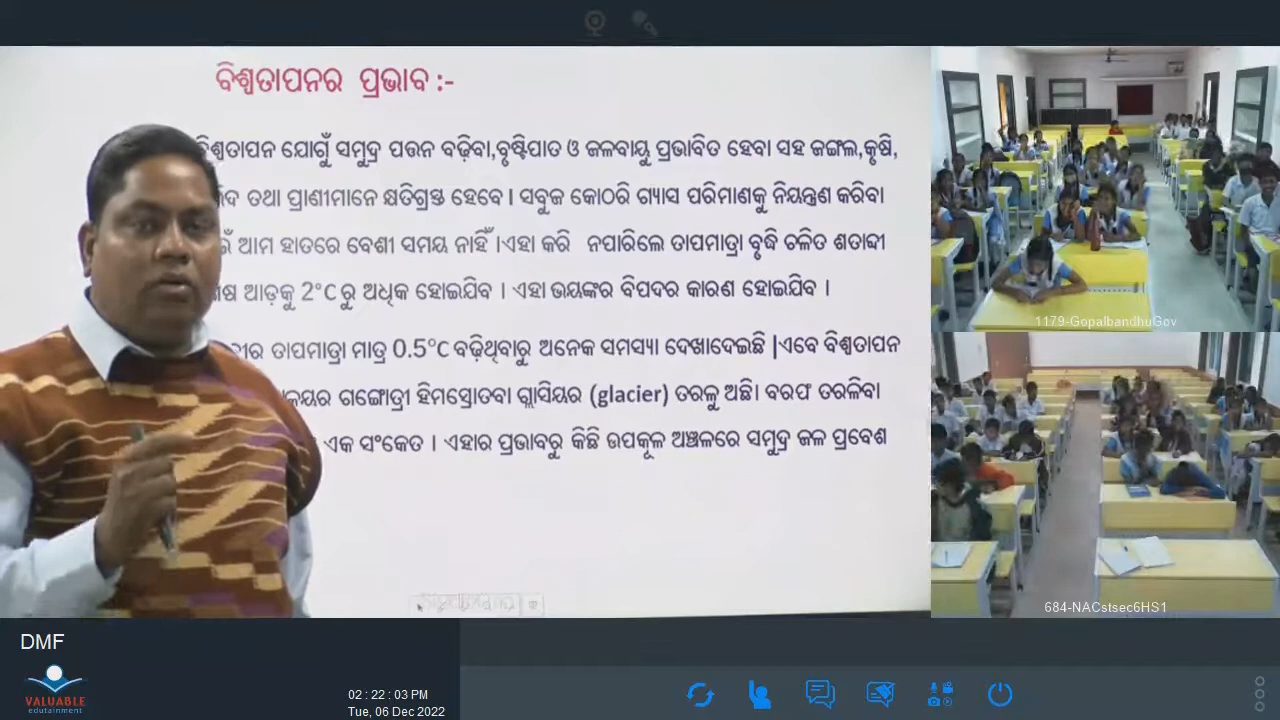 ବିଶ୍ୱତାପନର ପ୍ରଭାବ :-
ବିଶ୍ୱତାପନ ଯୋଗୁଁ ସମୁଦ୍ର ପତ୍ତନ ବଢ଼ିବା,ବୃଷ୍ଟିପାତ ଓ ଜଳବାୟୁ ପ୍ରଭାବିତ ହେବା ସହ ଜଙ୍ଗଲ,କୃଷି,
ତଥା ପ୍ରାଣୀମାନେ କ୍ଷତିଗ୍ରସ୍ତ ହେବେ । ସବୁଜ କୋଠରି ଗ୍ୟାସ ପରିମାଣକୁ ନିୟନ୍ତ୍ରଣ କରିବା
ଆମ ହାତରେ ବେଶୀ ସମୟ ନାହିଁ ।ଏହା କରି ନପାରିଲେ ତାପମାତ୍ରା ବୃଦ୍ଧି ଚଳିତ ଶତାବ୍ଦୀ
ଆଡ଼କୁ 2°C ରୁ ଅଧିକ ହୋଇଯିବ । ଏହା ଭୟଙ୍କର ବିପଦର କାରଣ ହୋଇଯିବ ।
ତାପମାତ୍ରା ମାତ୍ର 0.5°C ବଢ଼ିଥିବାରୁ ଅନେକ ସମସ୍ୟା ଦେଖାଦେଇଛି |ଏବେ ବିଶ୍ୱତାପନ
ଗଙ୍ଗୋତ୍ରୀ ହିମସ୍ରୋତବା ଗ୍ଲାସିୟର (glacier) ତରଳୁ ଅଛି। ବରଫ ତରଳିବା
ଏକ ସଂକେତ । ଏହାର ପ୍ରଭାବରୁ କିଛି ଉପକୂଳ ଅଞ୍ଚଳରେ ସମୁଦ୍ର ଜଳ ପ୍ରବେଶ
1179-GopalbandhuGov
684-NACstsec6HS1
DMF
VALUABLE
edutainment
02 : 22 : 03 PM
Tue, 06 Dec 2022